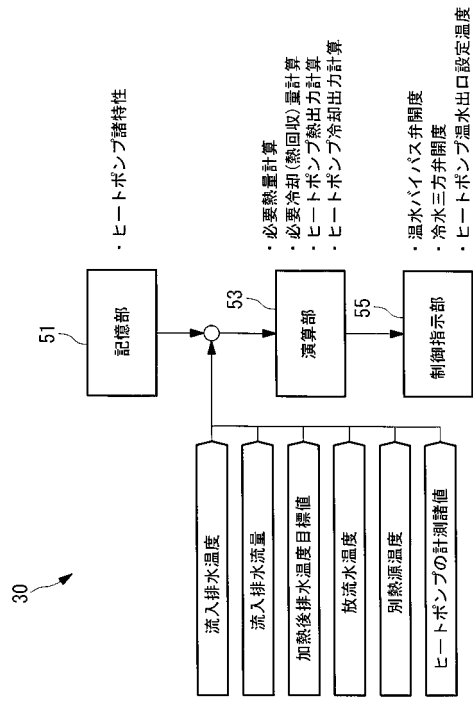 30
流入排水温度
流入排水流量
加熱後排水温度目標値
放流水温度
別熱源温度
ヒートポンプの計測諸値
51
記憶部
・ヒートポンプ諸特性
53
演算部
・必要熱量計算
・必要冷却(熱回収)量計算
・ヒートポンプ熱出力計算
・ヒートポンプ冷却出力計算
55
制御指示部
・温水バイパス弁開度
・冷水三方弁開度
・ヒートポンプ温水出口設定温度